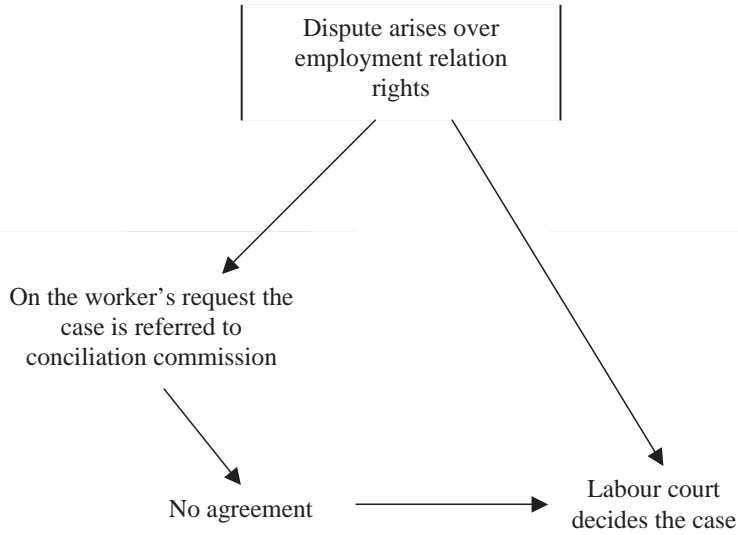 Dispute arises over
employment relation
rights
On the worker’s request the
case is referred to
conciliation commission
No agreement
Labour court
decides the case